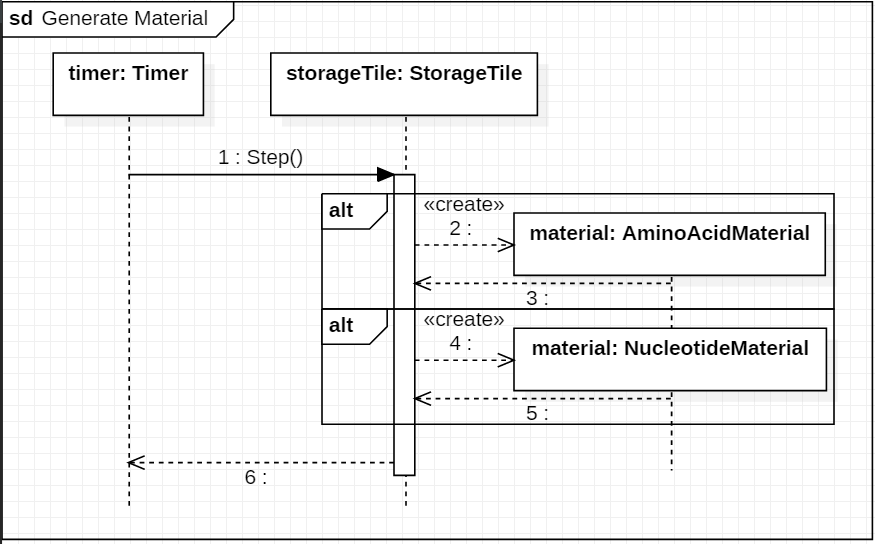 sd Generate Material
timer: Timer
storageTile: StorageTile
1 : Step()
alt
«create»
2 :
material: AminoAcidMaterial
3 :
alt
«create»
4 :
material: NucleotideMaterial
5 :
6 :